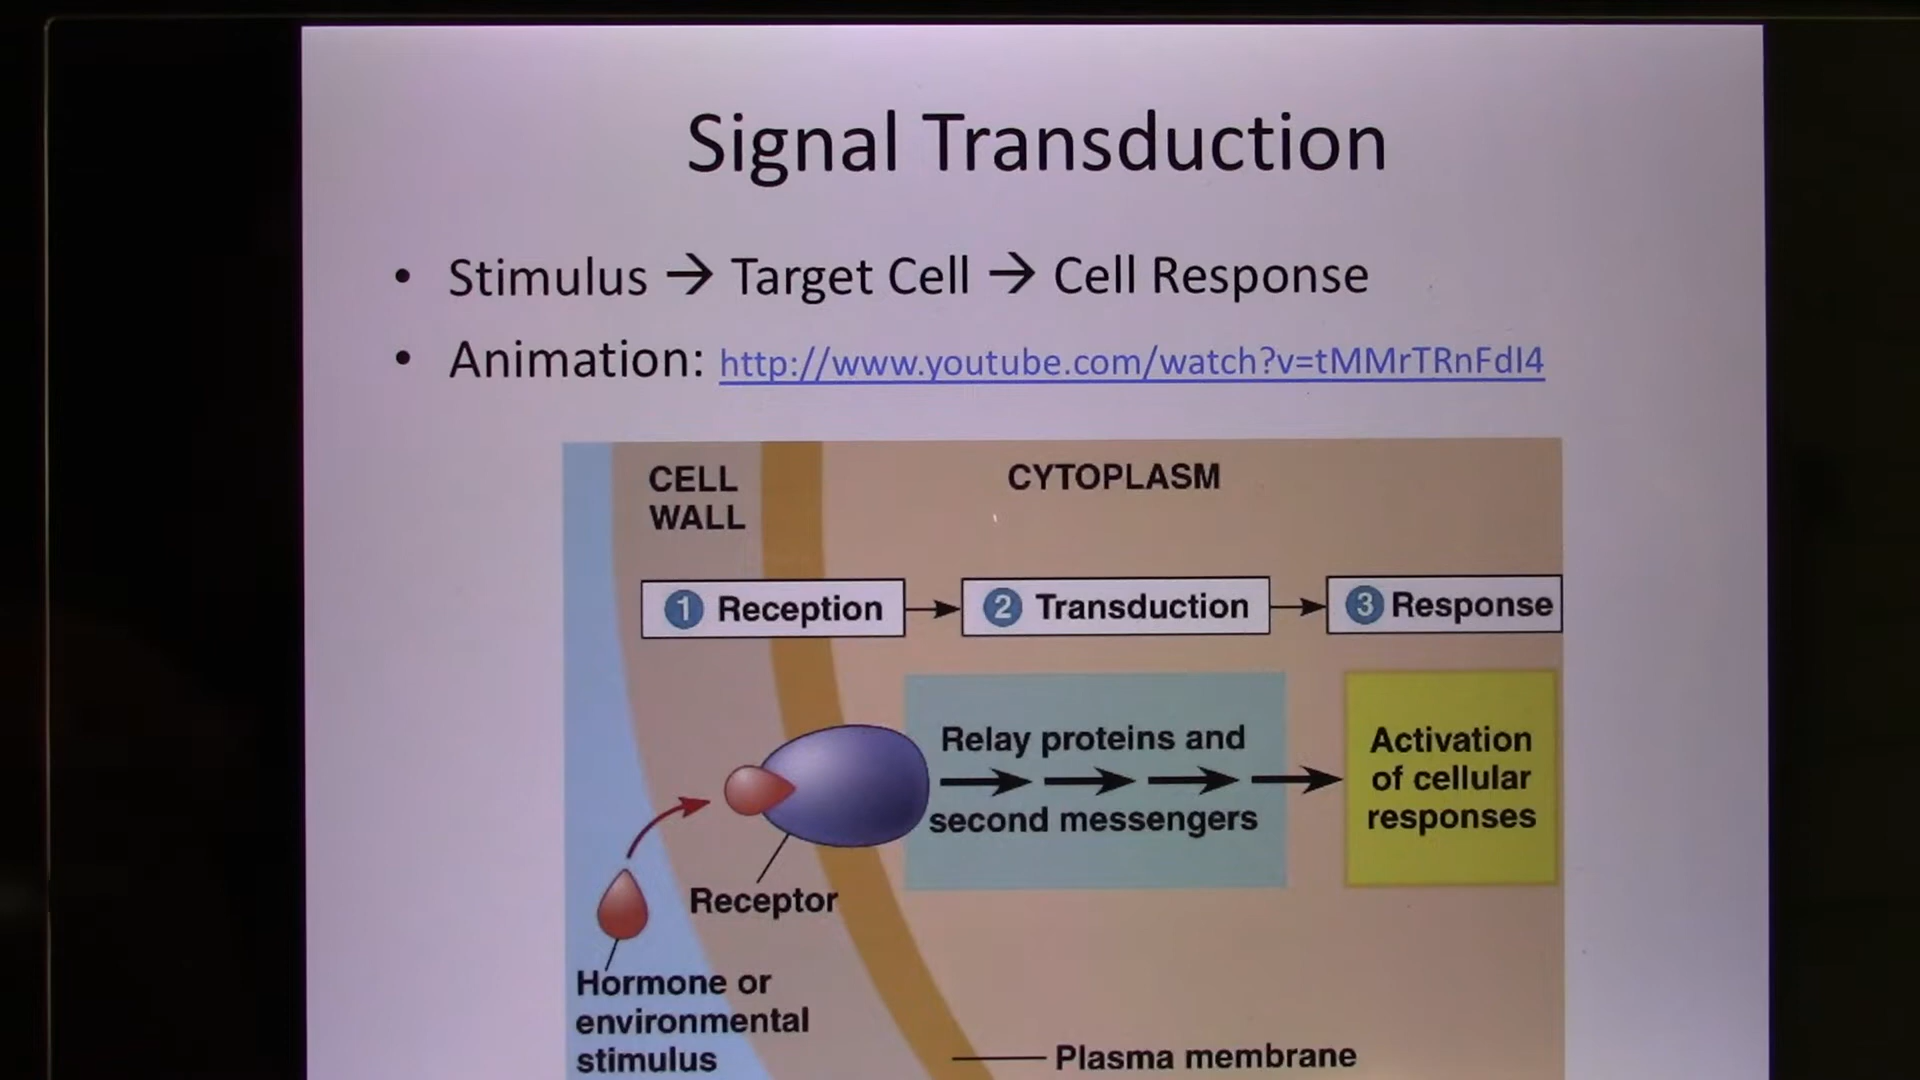 Signal Transduction
• Stimulus → Target Cell → Cell Response
• Animation: http://www.youtube.com/watch?v=tMMrTRnFdI4
CELL
WALL
CYTOPLASM
1 Reception
2 Transduction
3 Response
Relay proteins and
second messengers
Activation
of cellular
responses
Receptor
Hormone or
environmental
stimulus
Plasma membrane